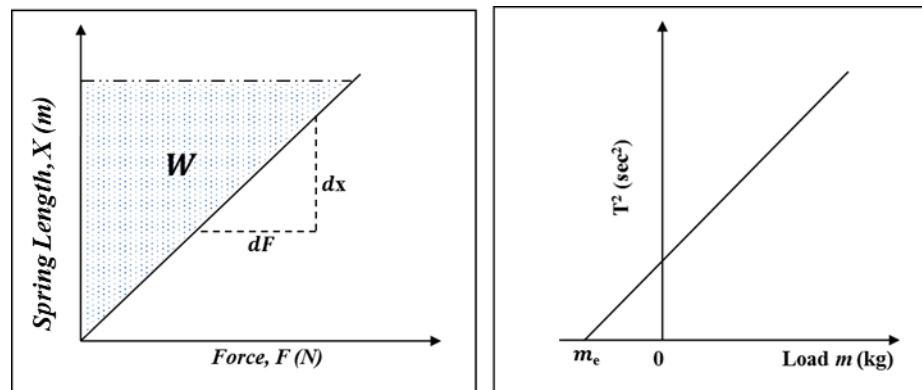 Spring Length, X (m)
W
dx
dF
Force, F (N)
T² (sec²)
mₑ
0
Load m (kg)